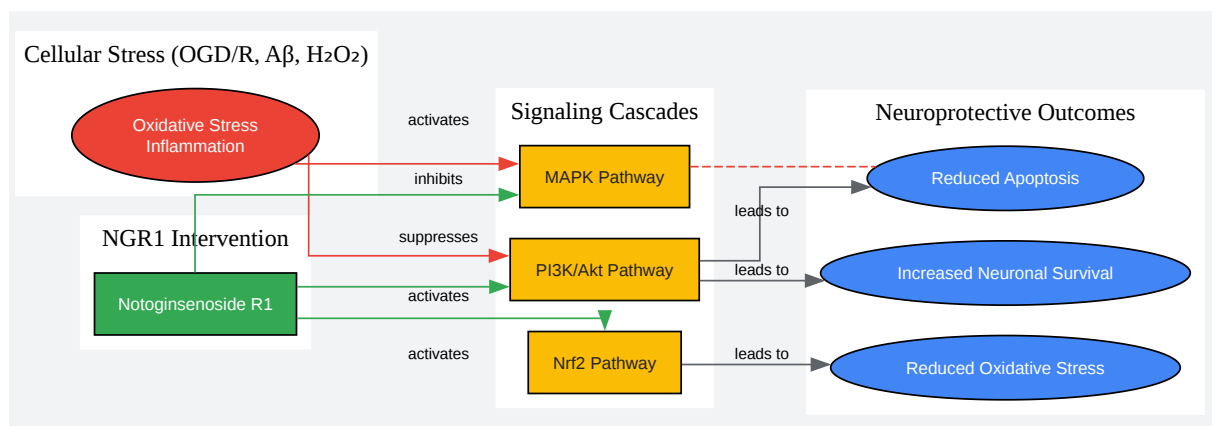 Cellular Stress (OGD/R, Aβ, H₂O₂)
Oxidative Stress
Inflammation
NGR1 Intervention
Notoginsenoside R1
activates
inhibits
suppresses
activates
activates
Signaling Cascades
MAPK Pathway
PI3K/Akt Pathway
Nrf2 Pathway
leads to
leads to
leads to
Neuroprotective Outcomes
Reduced Apoptosis
Increased Neuronal Survival
Reduced Oxidative Stress